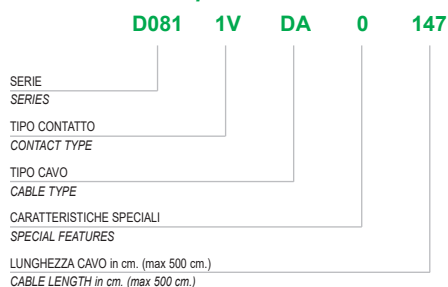 D081 1V DA 0 147
SERIE
SERIES
TIPO CONTATTO
CONTACT TYPE
TIPO CAVO
CABLE TYPE
CARATTERISTICHE SPECIALI
SPECIAL FEATURES
LUNGHEZZA CAVO in cm. (max 500 cm.)
CABLE LENGTH in cm. (max 500 cm.)